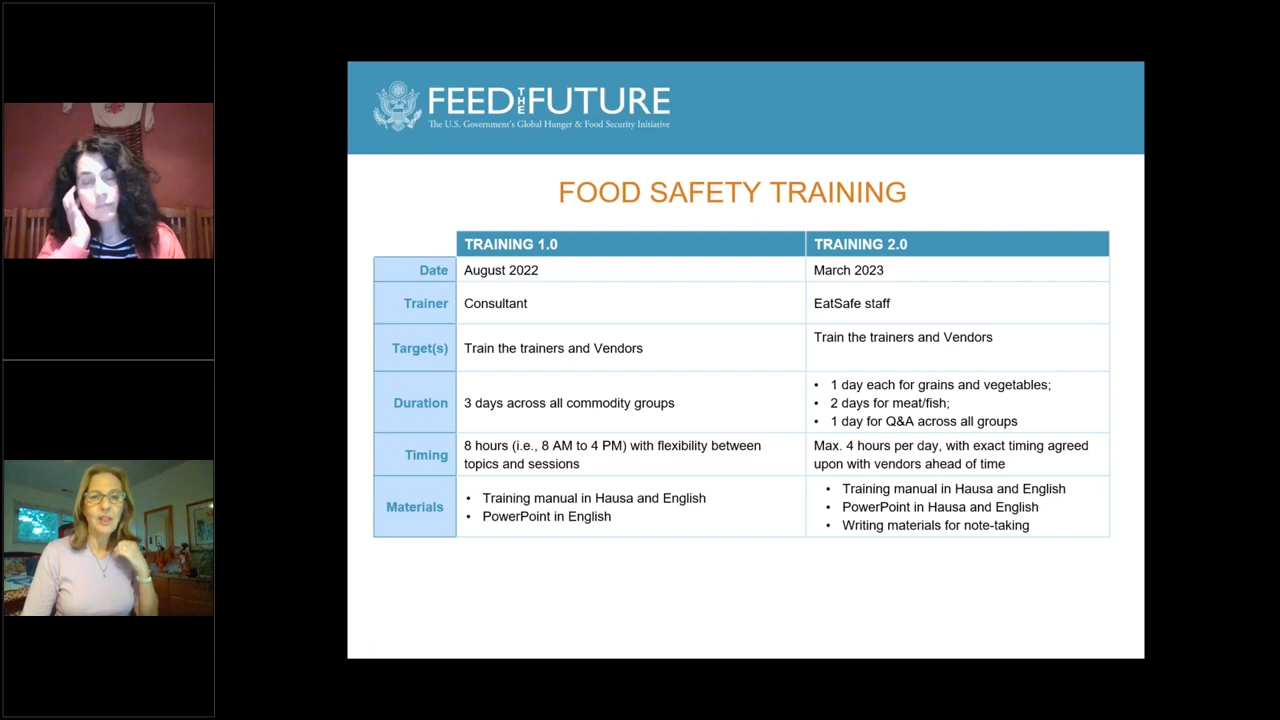 FEED THE FUTURE
The U.S. Government's Global Hunger & Food Security Initiative
FOOD SAFETY TRAINING
TRAINING 1.0 TRAINING 2.0
Date August 2022 March 2023
Trainer Consultant EatSafe staff
Target(s) Train the trainers and Vendors Train the trainers and Vendors
Duration 3 days across all commodity groups
• 1 day each for grains and vegetables;
• 2 days for meat/fish;
• 1 day for Q&A across all groups
Timing
8 hours (i.e., 8 AM to 4 PM) with flexibility between
topics and sessions
Max. 4 hours per day, with exact timing agreed
upon with vendors ahead of time
Materials
• Training manual in Hausa and English
• PowerPoint in English
• Training manual in Hausa and English
• PowerPoint in Hausa and English
• Writing materials for note-taking